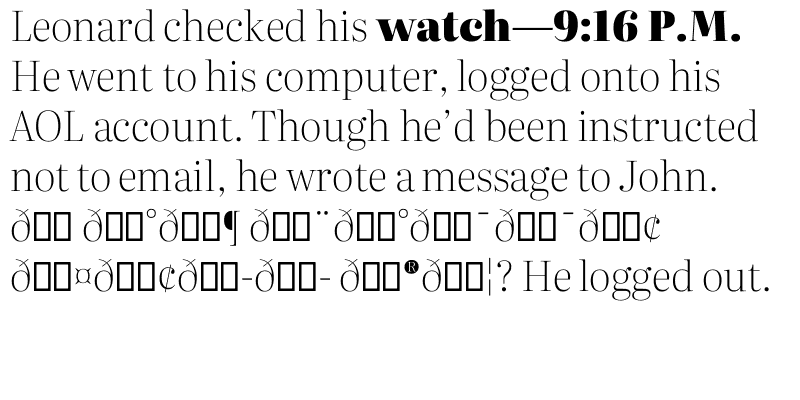 Leonard checked his watch—9:16 P.M.
He went to his computer, logged onto his
AOL account. Though he’d been instructed
not to email, he wrote a message to John.
ð□□ ð□□°ð□□¶ ð□□¨ð□□°ð□□¯ð□□¯ð□□¢
ð□□¤ð□□¢ð□□-ð□□- ð□□®ð□□¦? He logged out.